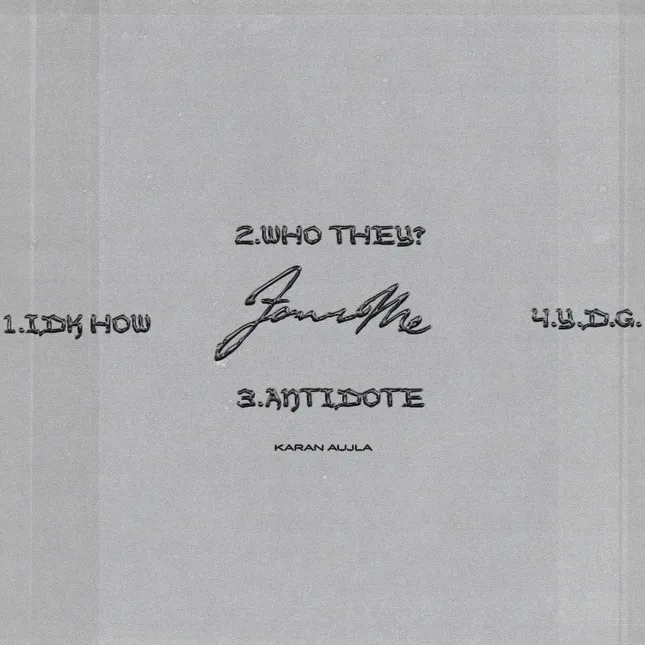 2.WHO THEY?
1.IDK HOW
Four Me
4.Y.D.G.
3.ANTIDOTE
KARAN AUJLA